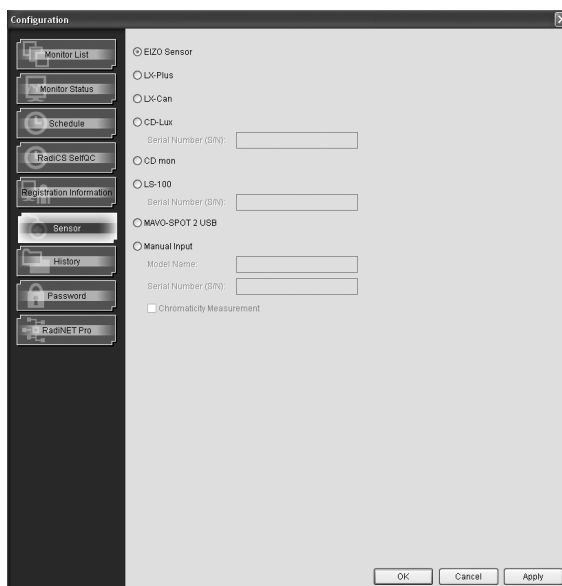 Configuration
Monitor List
Monitor Status
Schedule
RadiCS SelfQC
Registration Information
Sensor
History
Password
RadiNET Pro
EIZO Sensor
LX-Plus
LX-Can
CD-Lux
Serial Number (S/N):
CD mon
LS-100
Serial Number (S/N):
MAVO-SPOT 2 USB
Manual Input
Model Name:
Serial Number (S/N):
Chromaticity Measurement
OK Cancel Apply